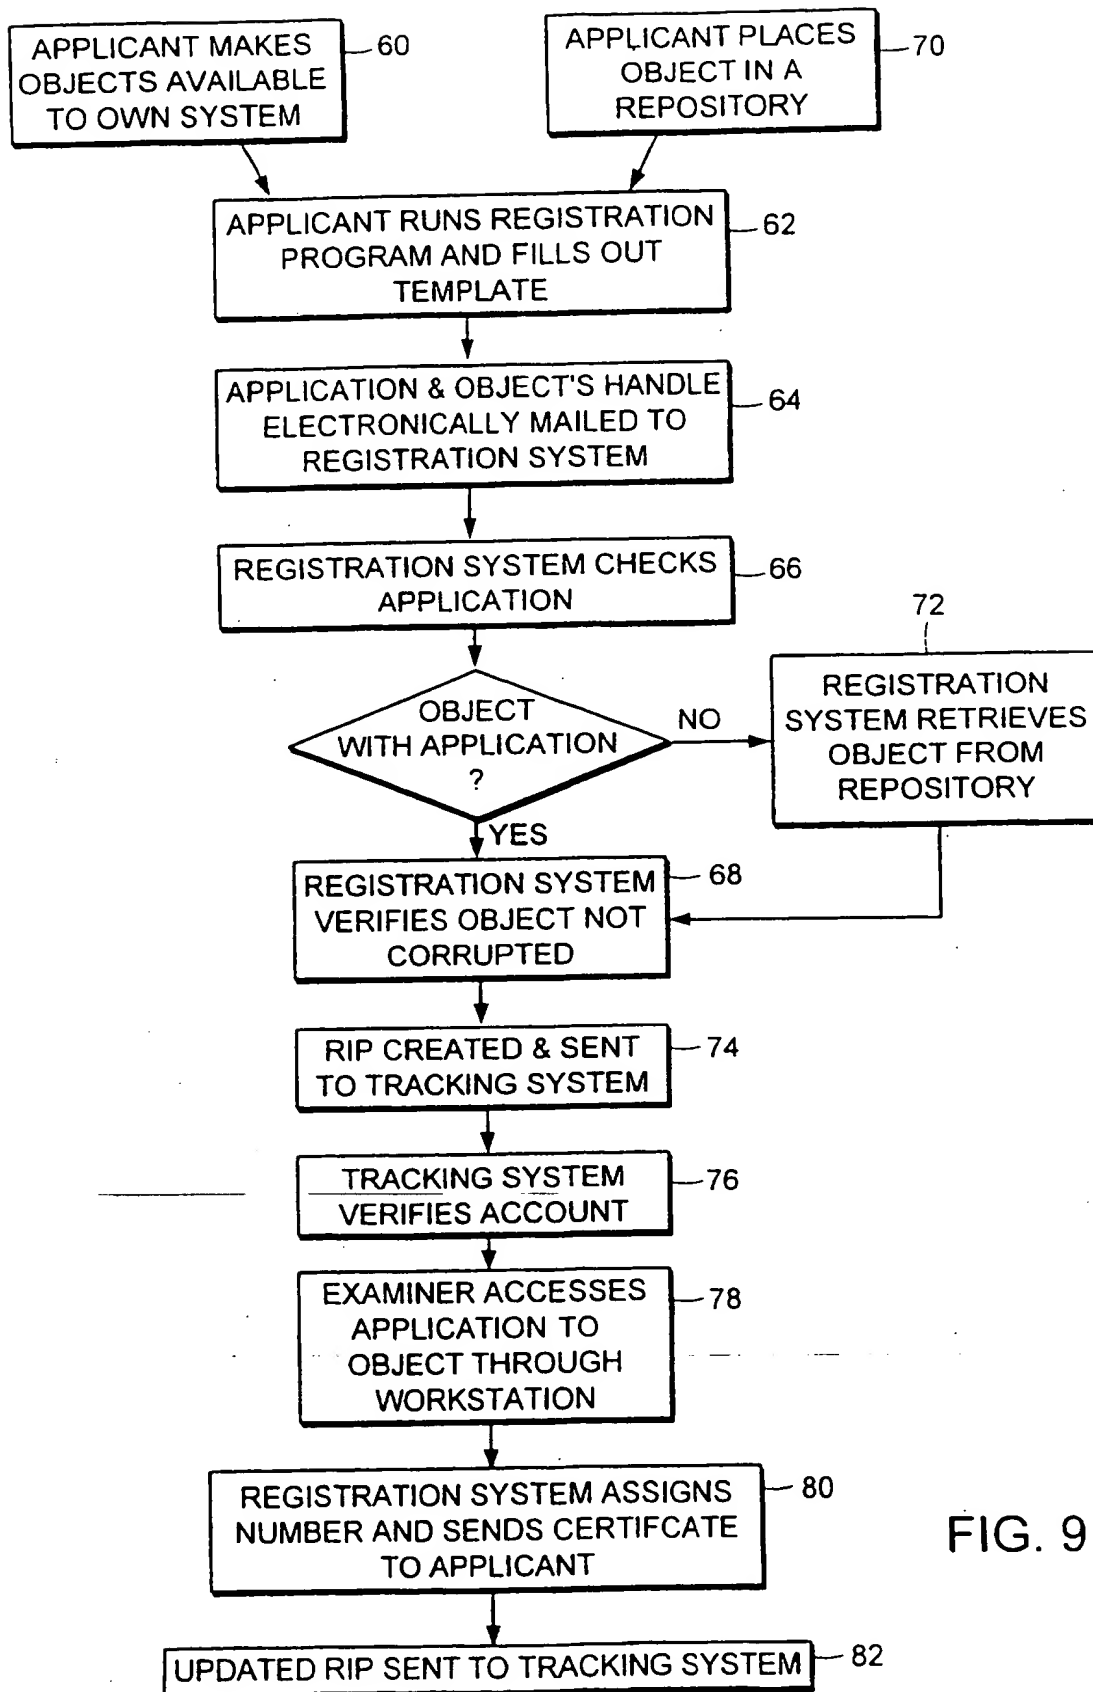 APPLICANT MAKES
OBJECTS AVAILABLE
TO OWN SYSTEM
60
APPLICANT PLACES
OBJECT IN A
REPOSITORY
70
APPLICANT RUNS REGISTRATION
PROGRAM AND FILLS OUT
TEMPLATE
62
APPLICATION & OBJECT'S HANDLE
ELECTRONICALLY MAILED TO
REGISTRATION SYSTEM
64
REGISTRATION SYSTEM CHECKS
APPLICATION
66
OBJECT
WITH APPLICATION
?
NO
YES
72
REGISTRATION
SYSTEM RETRIEVES
OBJECT FROM
REPOSITORY
REGISTRATION SYSTEM
VERIFIES OBJECT NOT
CORRUPTED
68
RIP CREATED & SENT
TO TRACKING SYSTEM
74
TRACKING SYSTEM
VERIFIES ACCOUNT
76
EXAMINER ACCESSES
APPLICATION TO
OBJECT THROUGH
WORKSTATION
78
REGISTRATION SYSTEM ASSIGNS
NUMBER AND SENDS CERTIFCATE
TO APPLICANT
80
UPDATED RIP SENT TO TRACKING SYSTEM
82
FIG. 9